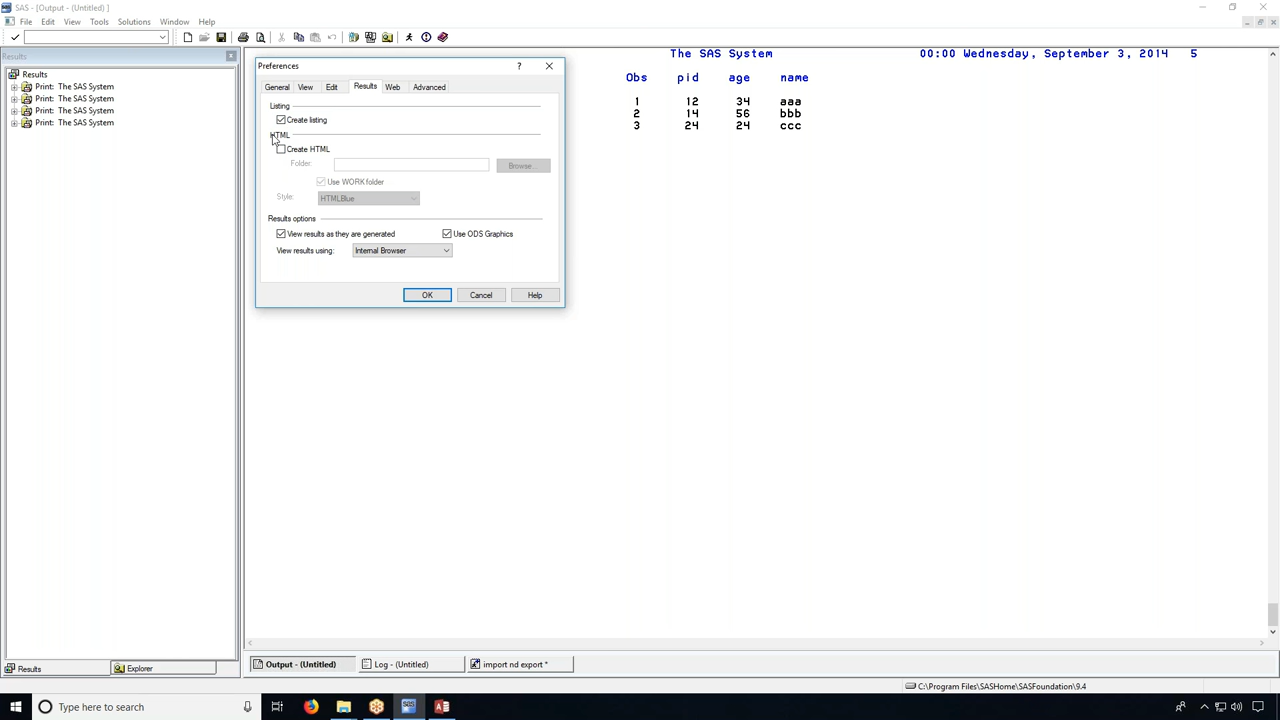 SAS - [Output - (Untitled) ]
File Edit View Tools Solutions Window Help
Results
Results
Print: The SAS System
Print: The SAS System
Print: The SAS System
Print: The SAS System
Results
Explorer
The SAS System 00:00 Wednesday, September 3, 2014 5
Obs pid age name
1 12 34 aaa
2 14 56 bbb
3 24 24 ccc
Preferences
General View Edit Results Web Advanced
Listing
Create listing
HTML
Create HTML
Folder: Browse...
Use WORK folder
Style: HTMLBlue
Results options
View results as they are generated Use ODS Graphics
View results using: Internal Browser
OK Cancel Help
Output - (Untitled) Log - (Untitled) import nd export *
C:\Program Files\SASHome\SASFoundation\9.4
Type here to search